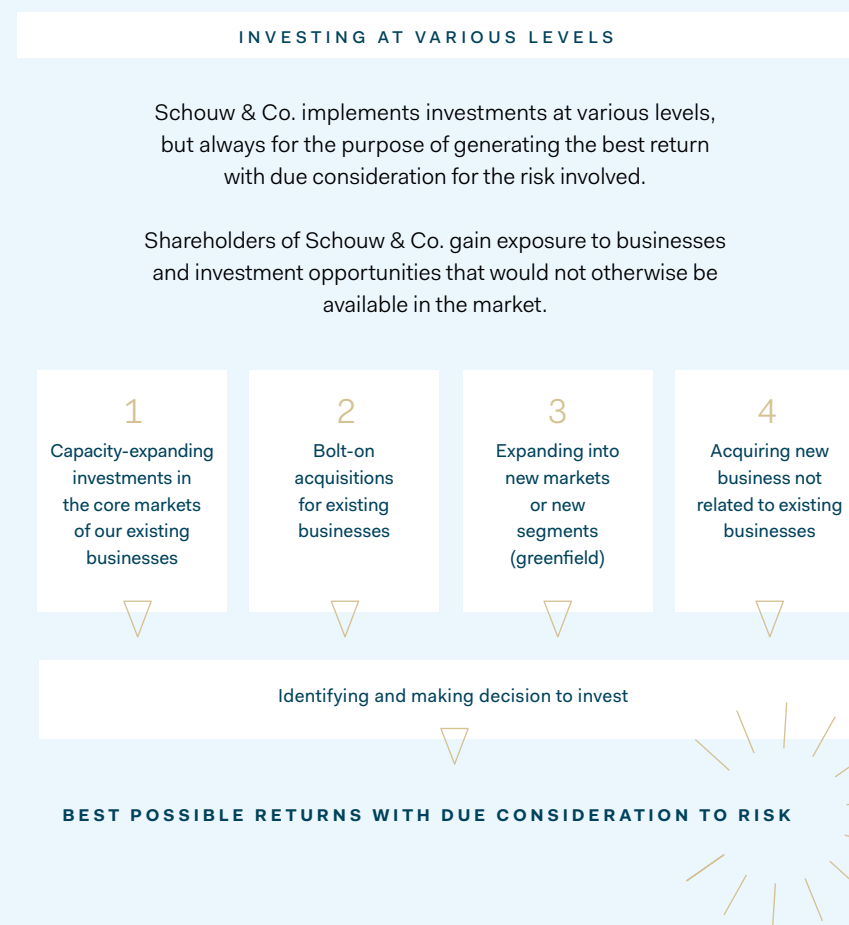 INVESTING AT VARIOUS LEVELS
Schouw & Co. implements investments at various levels,
but always for the purpose of generating the best return
with due consideration for the risk involved.
Shareholders of Schouw & Co. gain exposure to businesses
and investment opportunities that would not otherwise be
available in the market.
1
Capacity-expanding
investments in
the core markets
of our existing
businesses
2
Bolt-on
acquisitions
for existing
businesses
3
Expanding into
new markets
or new
segments
(greenfield)
4
Acquiring new
business not
related to existing
businesses
Identifying and making decision to invest
BEST POSSIBLE RETURNS WITH DUE CONSIDERATION TO RISK